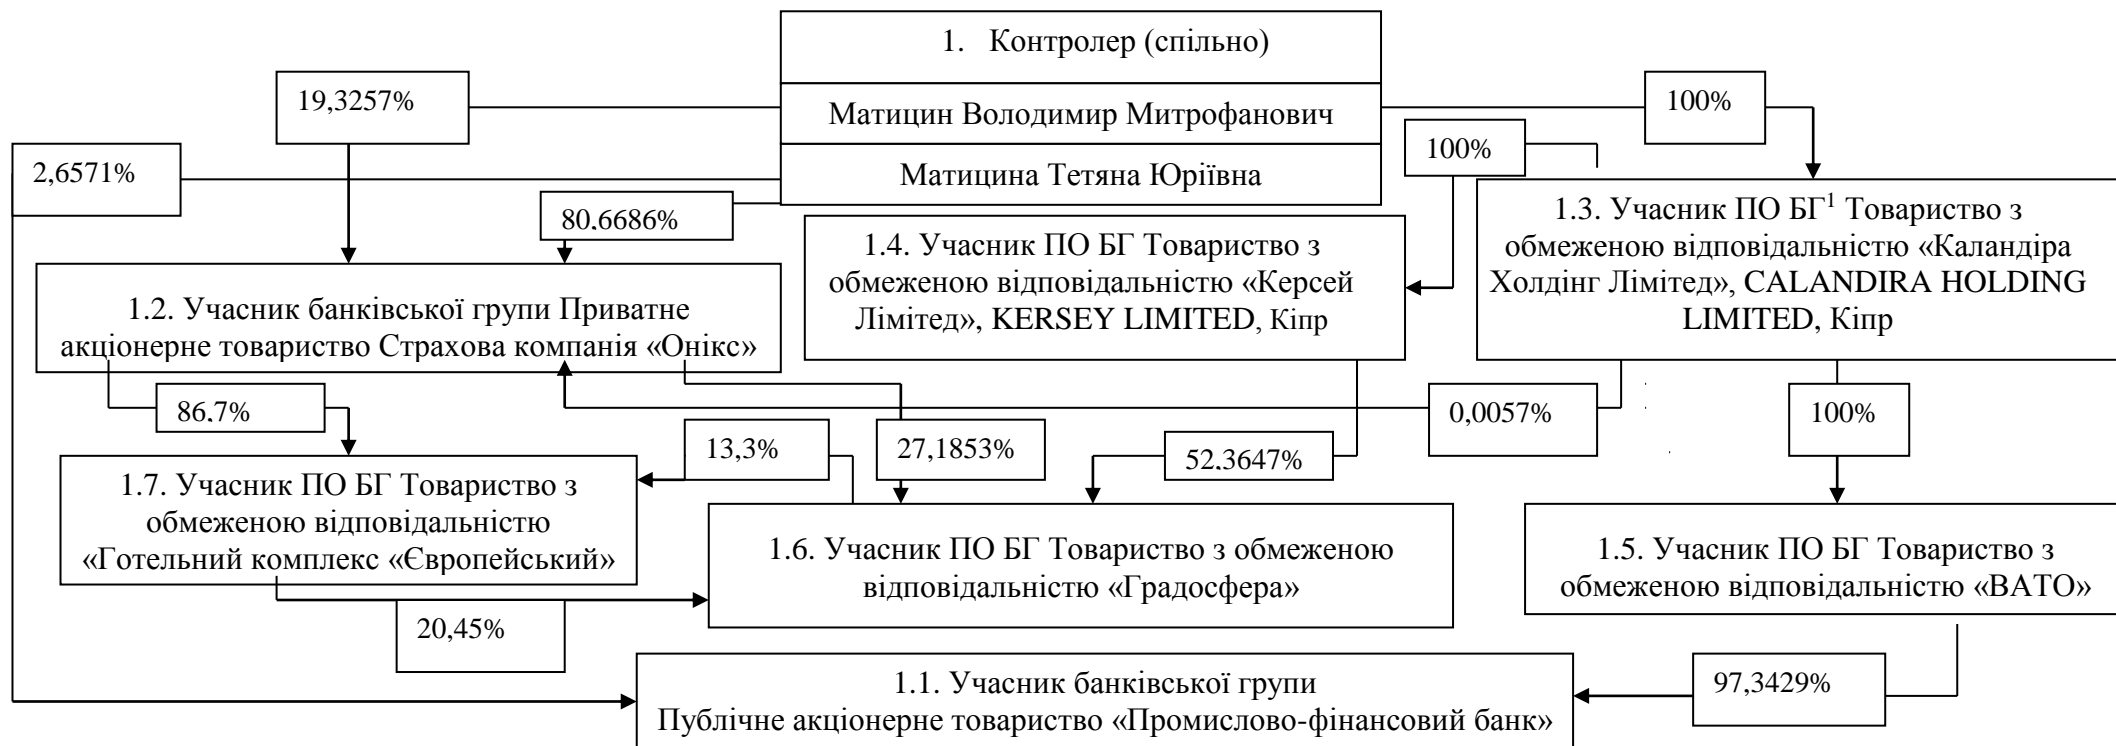 1. Контролер (спільно)
19,3257%
Матицин Володимир Митрофанович
100%
2,6571%
100%
Матицина Тетяна Юріївна
80,6686%
1.3. Учасник ПО БГ¹ Товариство з
обмеженою відповідальністю «Каландіра
Холдінг Лімітед», CALANDIRA HOLDING
LIMITED, Кіпр
1.4. Учасник ПО БГ Товариство з
обмеженою відповідальністю «Керсей
Лімітед», KERSEY LIMITED, Кіпр
1.2. Учасник банківської групи Приватне
акціонерне товариство Страхова компанія «Онікс»
86,7%
0,0057%
100%
13,3%
27,1853%
52,3647%
1.7. Учасник ПО БГ Товариство з
обмеженою відповідальністю
«Готельний комплекс «Європейський»
1.6. Учасник ПО БГ Товариство з обмеженою
відповідальністю «Градосфера»
1.5. Учасник ПО БГ Товариство з
обмеженою відповідальністю «ВАТО»
20,45%
1.1. Учасник банківської групи
Публічне акціонерне товариство «Промислово-фінансовий банк»
97,3429%